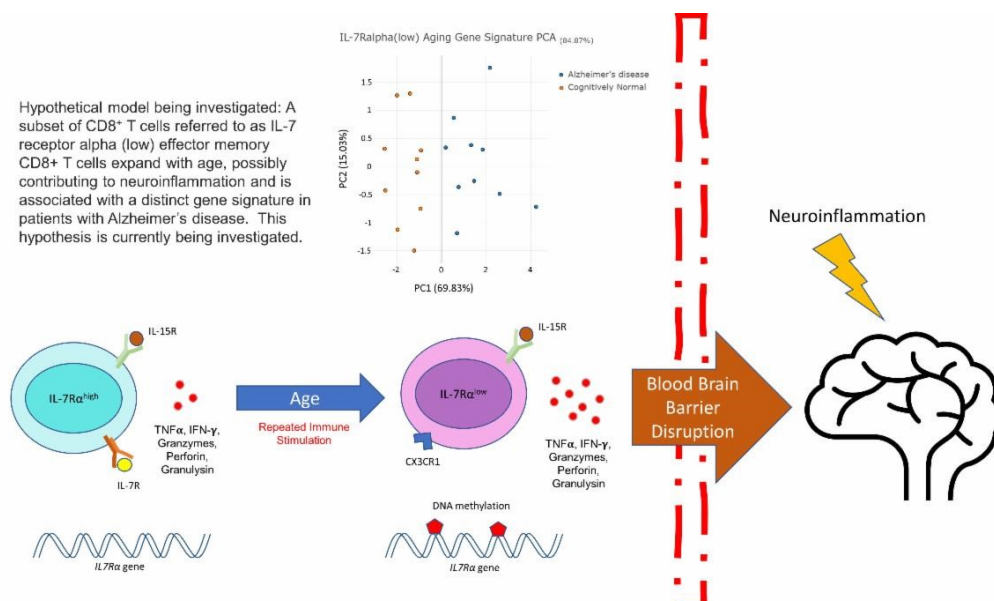 IL-7Ralpha(low) Aging Gene Signature PCA (84.87%)
Alzheimer's disease
Cognitively Normal
Hypothetical model being investigated: A
subset of CD8⁺ T cells referred to as IL-7
receptor alpha (low) effector memory
CD8+ T cells expand with age, possibly
contributing to neuroinflammation and is
associated with a distinct gene signature in
patients with Alzheimer's disease. This
hypothesis is currently being investigated.
PC2 (15.03%)
1.5
1
0.5
0
-0.5
-1
-1.5
-2
0
2
4
PC1 (69.83%)
Neuroinflammation
IL-15R
IL-7Rαhigh
TNFα, IFN-γ,
Granzymes,
Perforin,
Granulysin
IL-7R
IL7Rα gene
Age
Repeated Immune
Stimulation
IL-15R
IL-7Rαlow
CX3CR1
TNFα, IFN-γ,
Granzymes,
Perforin,
Granulysin
DNA methylation
IL7Rα gene
Blood Brain
Barrier
Disruption